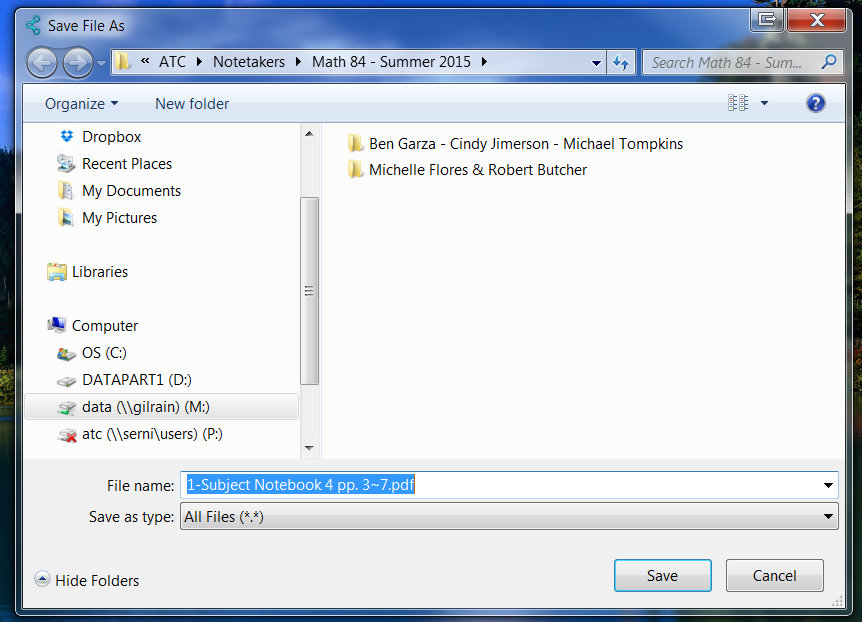 Save File As
« ATC Notetakers Math 84 - Summer 2015
Search Math 84 - Sum...
Organize New folder
Dropbox
Recent Places
My Documents
My Pictures
Libraries
Computer
OS (C:)
DATAPART1 (D:)
data (\\gilrain) (M:)
atc (\\serni\users) (P:)
Ben Garza - Cindy Jimerson - Michael Tompkins
Michelle Flores & Robert Butcher
File name: 1-Subject Notebook 4 pp. 3~7.pdf
Save as type: All Files (*.*)
Hide Folders
Save Cancel